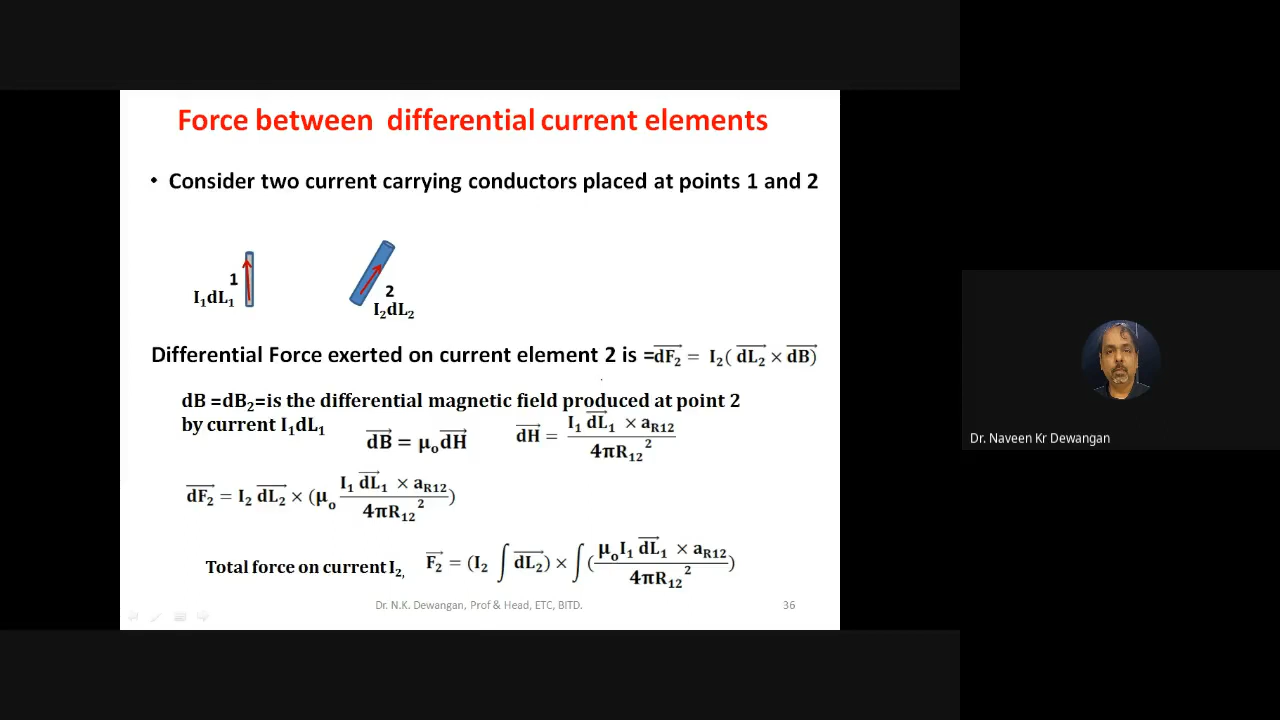 Force between differential current elements
• Consider two current carrying conductors placed at points 1 and 2
1
I₁dL₁
2
I₂dL₂
Differential Force exerted on current element 2 is =dF₂ = I₂( dL₂ × dB)
dB =dB₂=is the differential magnetic field produced at point 2
by current I₁dL₁
dB = μₒdH
dH = I₁ dL₁ × a_R12 / 4πR₁₂²
dF₂ = I₂ dL₂ × (μₒ I₁ dL₁ × a_R12 / 4πR₁₂²)
Total force on current I₂,
F₂ = (I₂ ∫ dL₂) × ∫ (μₒI₁ dL₁ × a_R12 / 4πR₁₂²)
Dr. N.K. Dewangan, Prof & Head, ETC, BITD.
36
Dr. Naveen Kr Dewangan